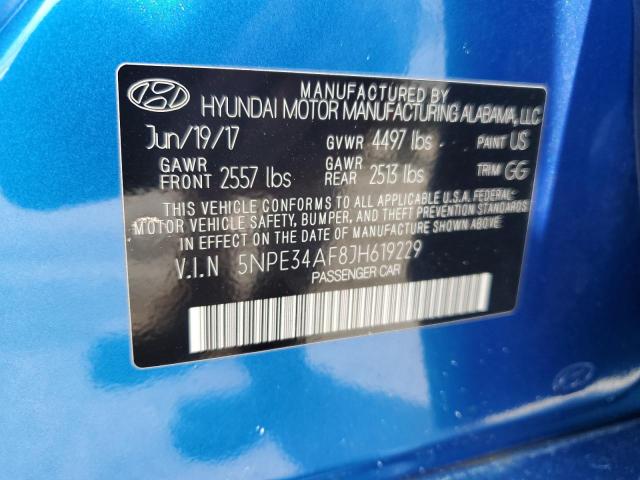 MANUFACTURED BY
HYUNDAI MOTOR MANUFACTURING ALABAMA, LLC
Jun/19/17 GVWR 4497 lbs PAINT US
GAWR FRONT 2557 lbs GAWR REAR 2513 lbs TRIM GG
THIS VEHICLE CONFORMS TO ALL APPLICABLE U.S.A. FEDERAL
MOTOR VEHICLE SAFETY, BUMPER, AND THEFT PREVENTION STANDARDS
IN EFFECT ON THE DATE OF MANUFACTURE SHOWN ABOVE.
V.I.N 5NPE34AF8JH619229
PASSENGER CAR